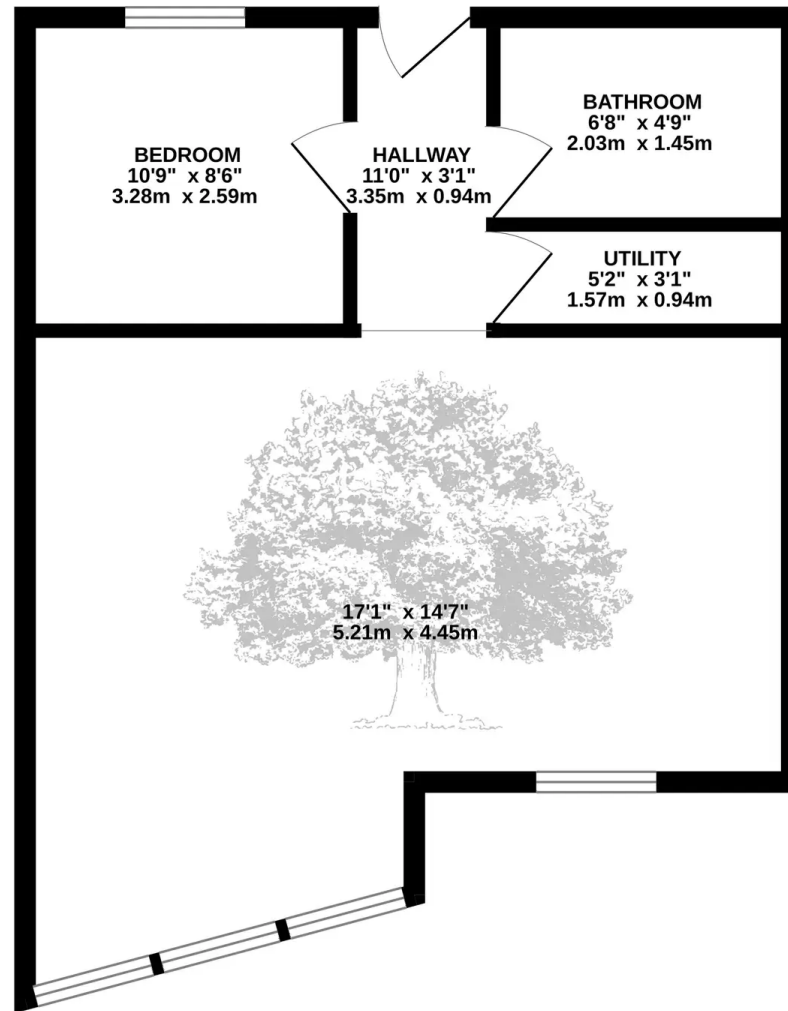 BEDROOM
10'9" x 8'6"
3.28m x 2.59m
HALLWAY
11'0" x 3'1"
3.35m x 0.94m
BATHROOM
6'8" x 4'9"
2.03m x 1.45m
UTILITY
5'2" x 3'1"
1.57m x 0.94m
17'1" x 14'7"
5.21m x 4.45m